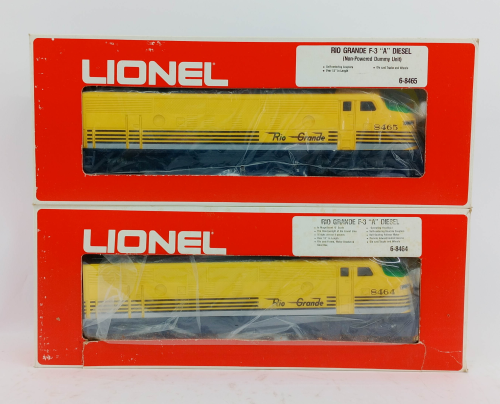 LIONEL
RIO GRANDE F-3 "A" DIESEL
(Non-Powered Dummy Unit)
6-8465
Rio Grande
8465
LIONEL
RIO GRANDE F-3 "A" DIESEL
6-8464
Rio Grande
8464